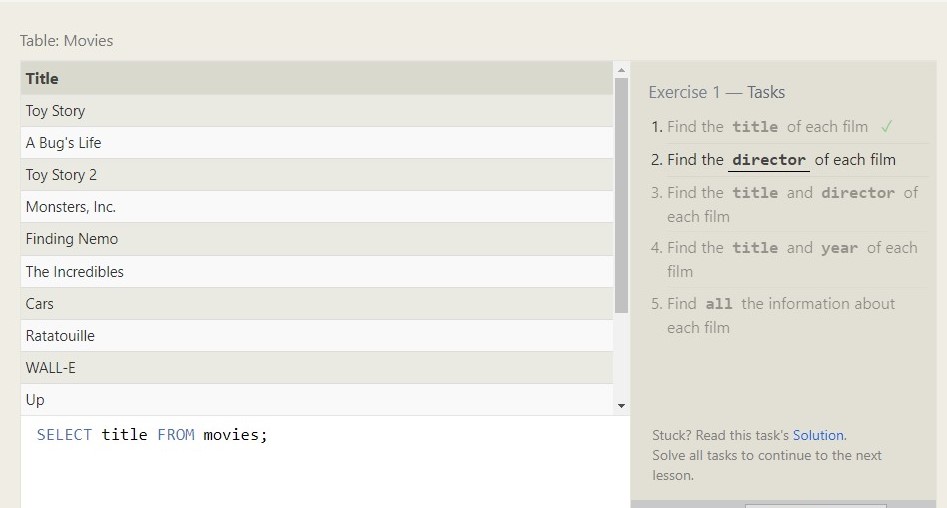 Table: Movies
Title
Toy Story
A Bug's Life
Toy Story 2
Monsters, Inc.
Finding Nemo
The Incredibles
Cars
Ratatouille
WALL-E
Up
SELECT title FROM movies;
Exercise 1 — Tasks
1. Find the title of each film ✓
2. Find the director of each film
3. Find the title and director of
each film
4. Find the title and year of each
film
5. Find all the information about
each film
Stuck? Read this task's Solution.
Solve all tasks to continue to the next
lesson.